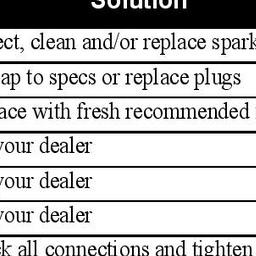 Solution
ect, clean and/or replace spark
ap to specs or replace plugs
ace with fresh recommended
your dealer
your dealer
your dealer
ck all connections and tighten